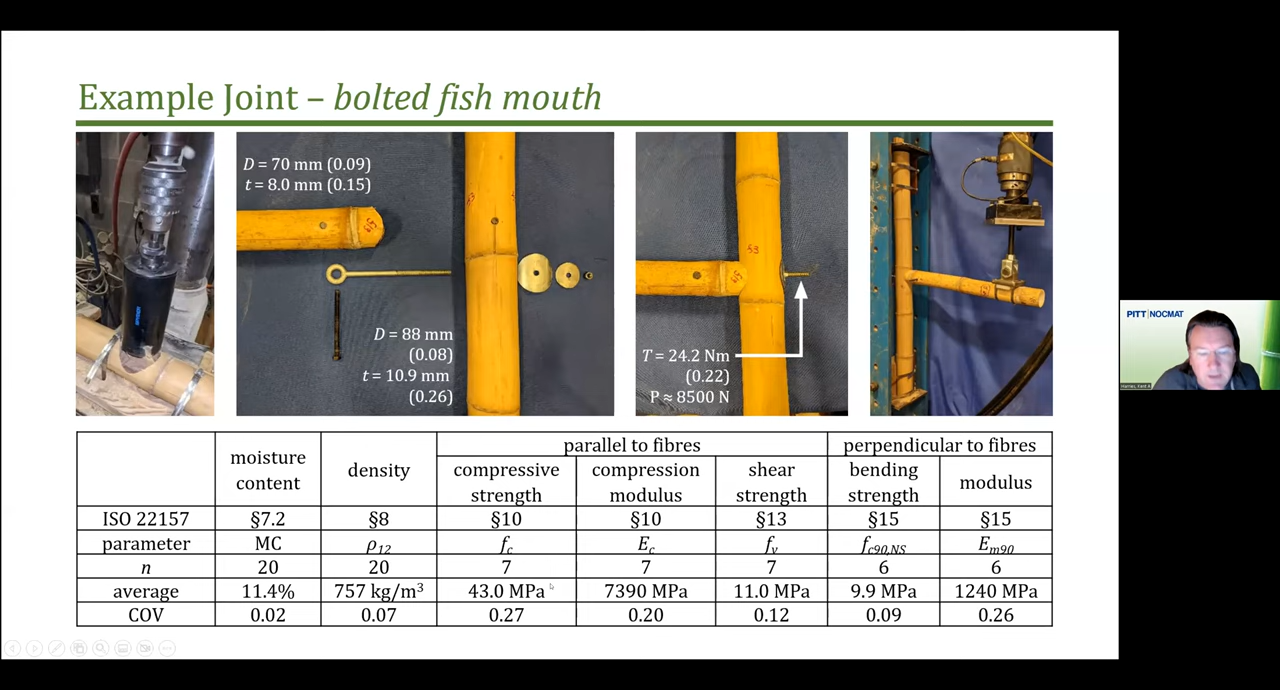 Example Joint – bolted fish mouth
D = 70 mm (0.09)
t = 8.0 mm (0.15)
D = 88 mm
(0.08)
t = 10.9 mm
(0.26)
53
T = 24.2 Nm
(0.22)
P ≈ 8500 N
PITT | NOCMAT
parallel to fibres perpendicular to fibres
moisture content density compressive strength compression modulus shear strength bending strength modulus
ISO 22157 §7.2 §8 §10 §10 §13 §15 §15
parameter MC ρ12 fc Ec fv fc90,NS Em90
n 20 20 7 7 7 6 6
average 11.4% 757 kg/m³ 43.0 MPa 7390 MPa 11.0 MPa 9.9 MPa 1240 MPa
COV 0.02 0.07 0.27 0.20 0.12 0.09 0.26